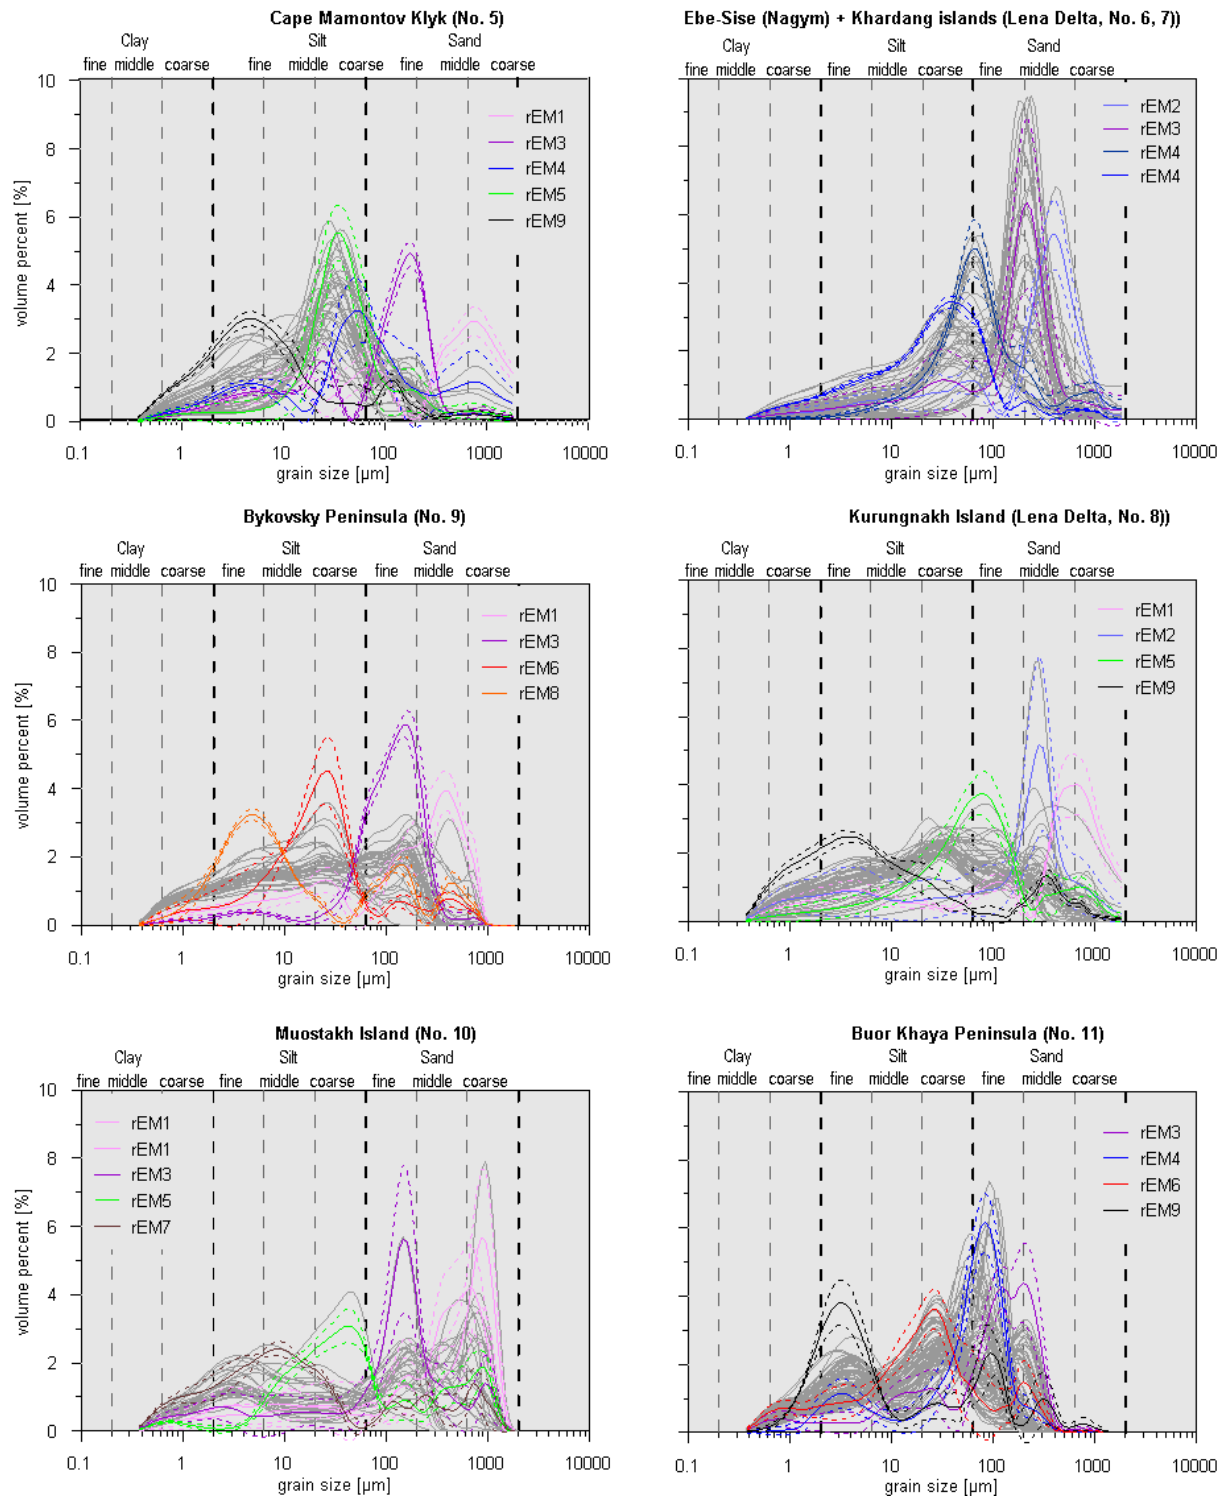 Cape Mamontov Klyk (No. 5)
Clay Silt Sand
fine middle coarse fine middle coarse fine middle coarse
10
8
6
4
2
0
volume percent [%]
rEM1
rEM3
rEM4
rEM5
rEM9
0.1 1 10 100 1000 10000
grain size [µm]
Ebe-Sise (Nagym) + Khardang islands (Lena Delta, No. 6, 7))
Silt Sand
fine middle coarse fine middle coarse fine middle coarse
rEM2
rEM3
rEM4
rEM4
0.1 1 10 100 1000 10000
grain size [µm]
Bykovsky Peninsula (No. 9)
Clay Silt Sand
fine middle coarse fine middle coarse fine middle coarse
10
8
6
4
2
0
volume percent [%]
rEM1
rEM3
rEM6
rEM8
0.1 1 10 100 1000 10000
grain size [µm]
Kurungnakh Island (Lena Delta, No. 8))
Clay Silt Sand
fine middle coarse fine middle coarse fine middle coarse
rEM1
rEM2
rEM5
rEM9
0.1 1 10 100 1000 10000
grain size [µm]
Muostakh Island (No. 10)
Clay Silt Sand
fine middle coarse fine middle coarse fine middle coarse
10
8
6
4
2
0
volume percent [%]
rEM1
rEM1
rEM3
rEM5
rEM7
0.1 1 10 100 1000 10000
grain size [µm]
Buor Khaya Peninsula (No. 11)
Clay Silt Sand
fine middle coarse fine middle coarse fine middle coarse
rEM3
rEM4
rEM6
rEM9
0.1 1 10 100 1000 10000
grain size [µm]